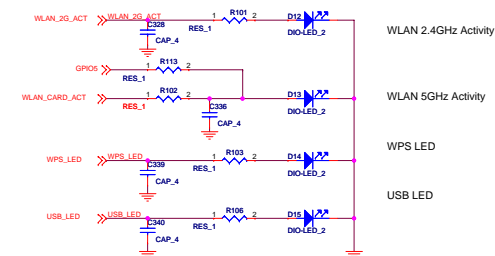 WLAN_2G_ACT WLAN_2G_ACT 1 R101 2 D12
C328 RES_1 DIO-LED_2 WLAN 2.4GHz Activity
CAP_4
GPIO5 1 R113 2
RES_1
WLAN_CARD_ACT 1 R102 2 D13 WLAN 5GHz Activity
RES_1 C336 DIO-LED_2
CAP_4
WPS LED
WPS_LED WPS_LED 1 R103 2 D14
C339 RES_1 DIO-LED_2
CAP_4
USB LED
USB_LED USB_LED 1 R106 2 D15
C340 RES_1 DIO-LED_2
CAP_4